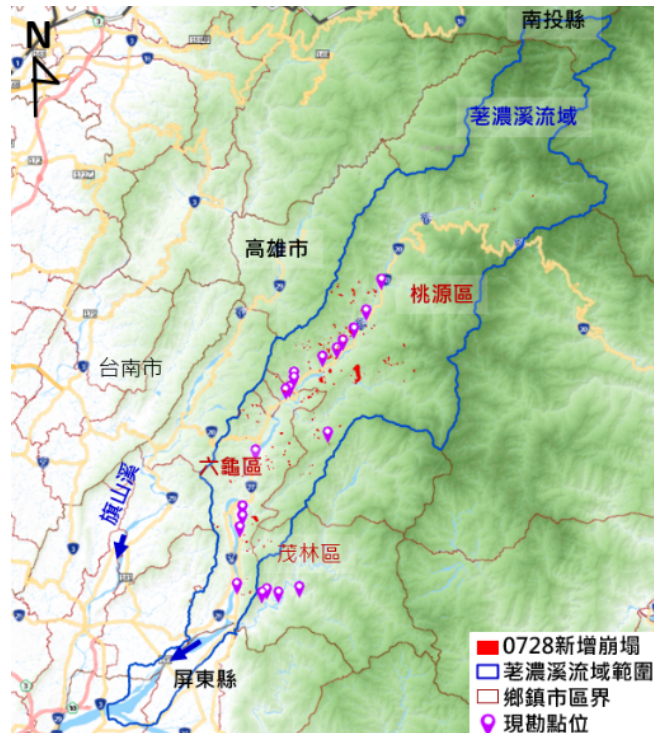 南投縣
N
荖濃溪流域
高雄市
桃源區
台南市
六龜區
旗山溪
茂林區
屏東縣
0728新增崩塌
荖濃溪流域範圍
鄉鎮市區界
現勘點位